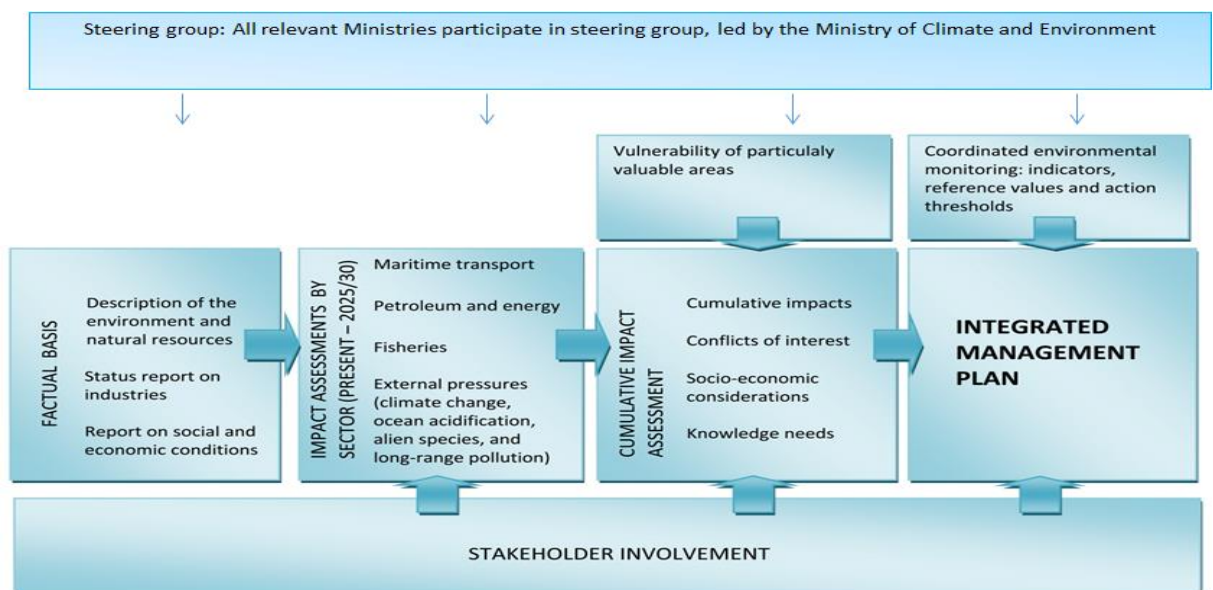 Steering group: All relevant Ministries participate in steering group, led by the Ministry of Climate and Environment
Vulnerability of particulaly
valuable areas
Coordinated environmental
monitoring: indicators,
reference values and action
thresholds
FACTUAL BASIS
Description of the
environment and
natural resources
Status report on
industries
Report on social and
economic conditions
IMPACT ASSESSMENTS BY
SECTOR (PRESENT – 2025/30)
Maritime transport
Petroleum and energy
Fisheries
External pressures
(climate change,
ocean acidification,
alien species, and
long-range pollution)
CUMULATIVE IMPACT
ASSESSMENT
Cumulative impacts
Conflicts of interest
Socio-economic
considerations
Knowledge needs
INTEGRATED
MANAGEMENT
PLAN
STAKEHOLDER INVOLVEMENT